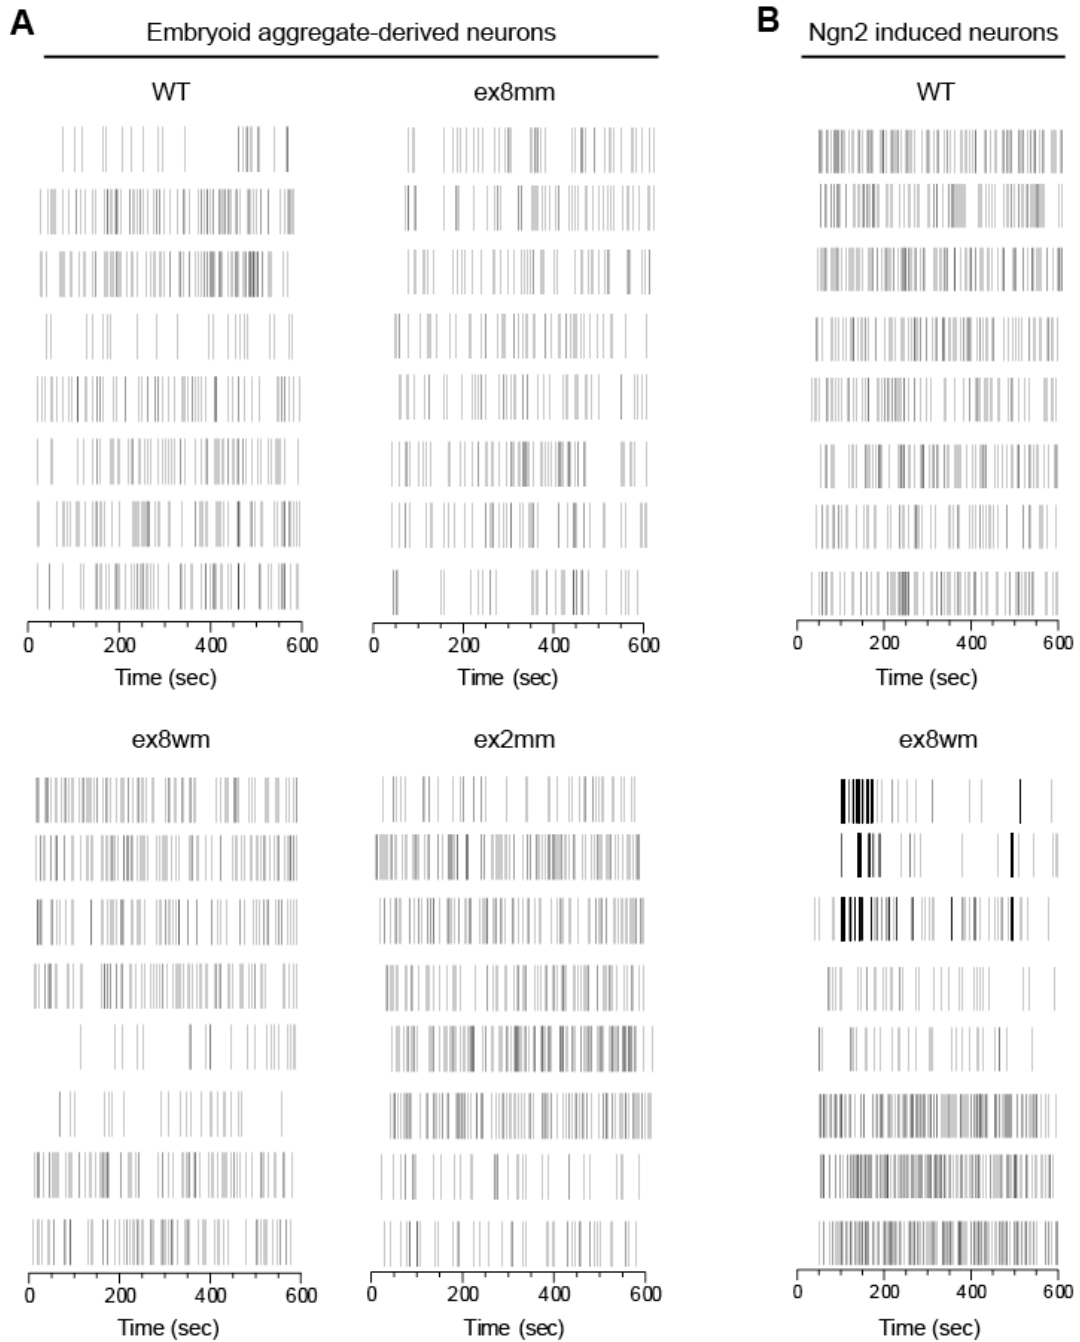 A
Embryoid aggregate-derived neurons
WT
ex8mm
0 200 400 600
Time (sec)
0 200 400 600
Time (sec)
ex8wm
ex2mm
0 200 400 600
Time (sec)
0 200 400 600
Time (sec)
B
Ngn2 induced neurons
WT
0 200 400 600
Time (sec)
ex8wm
0 200 400 600
Time (sec)